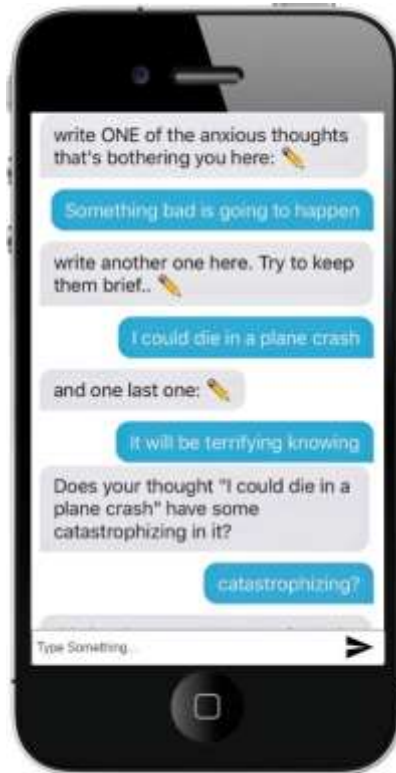 write ONE of the anxious thoughts
that's bothering you here: ✏️
Something bad is going to happen
write another one here. Try to keep
them brief.. ✏️
I could die in a plane crash
and one last one: ✏️
It will be terrifying knowing
Does your thought "I could die in a
plane crash" have some
catastrophizing in it?
catastrophizing?
Type Something...